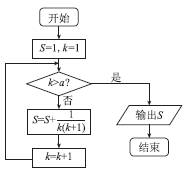 开始
S=1, k=1
k>a?
是
否
S=S+1/k(k+1)
输出S
k=k+1
结束